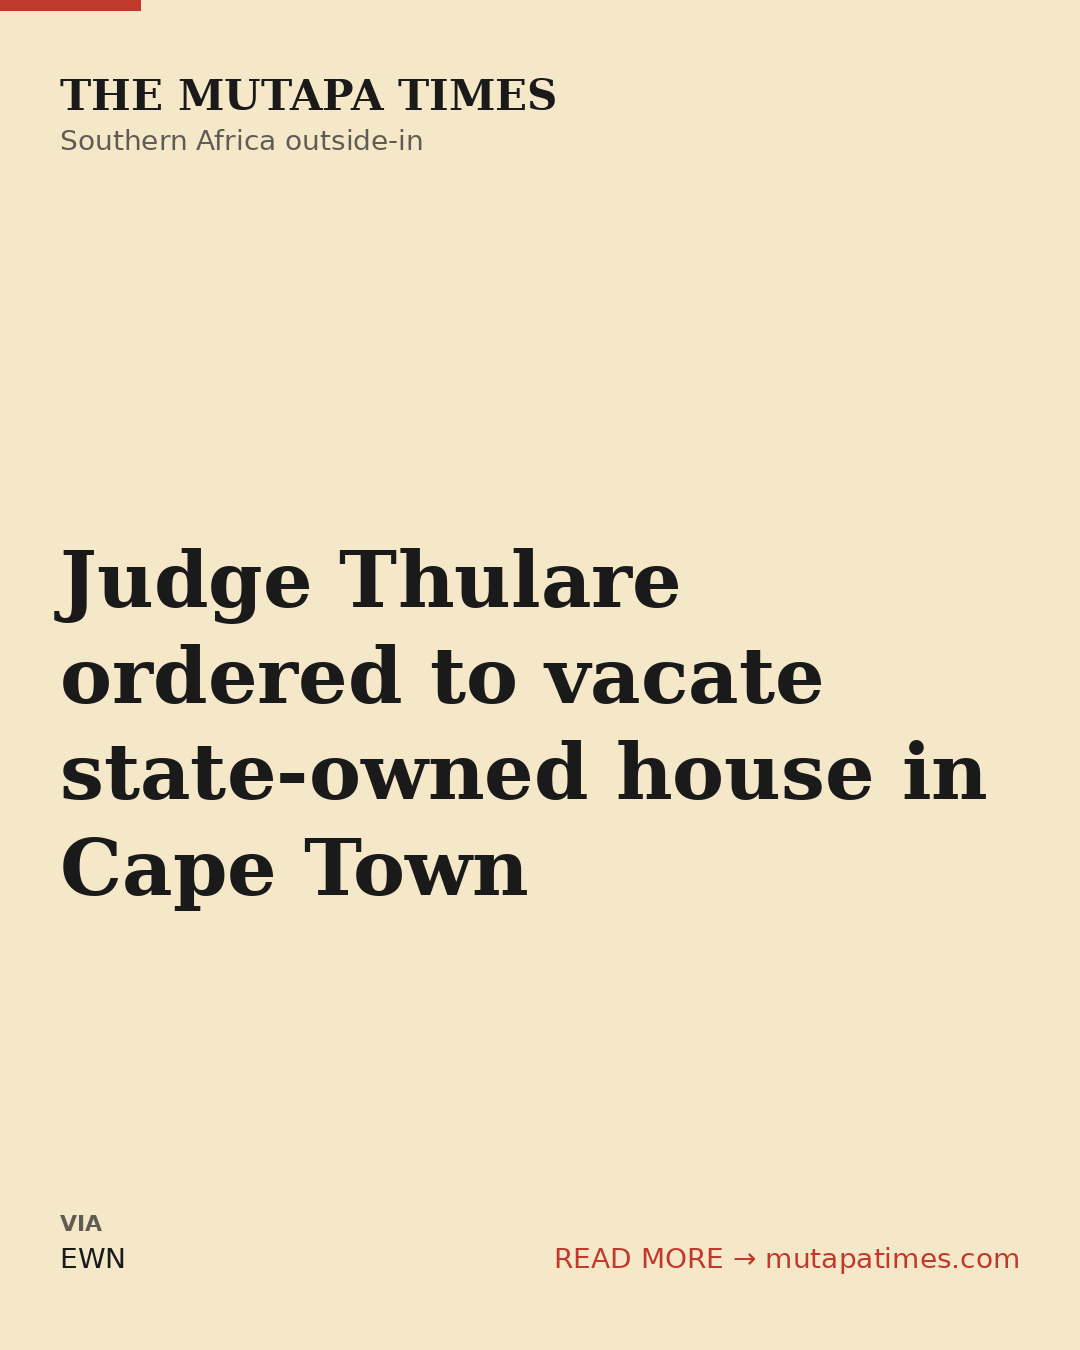 THE MUTAPA TIMES
Southern Africa outside-in
Judge Thulare
ordered to vacate
state-owned house in
Cape Town
VIA
EWN
READ MORE → mutapatimes.com